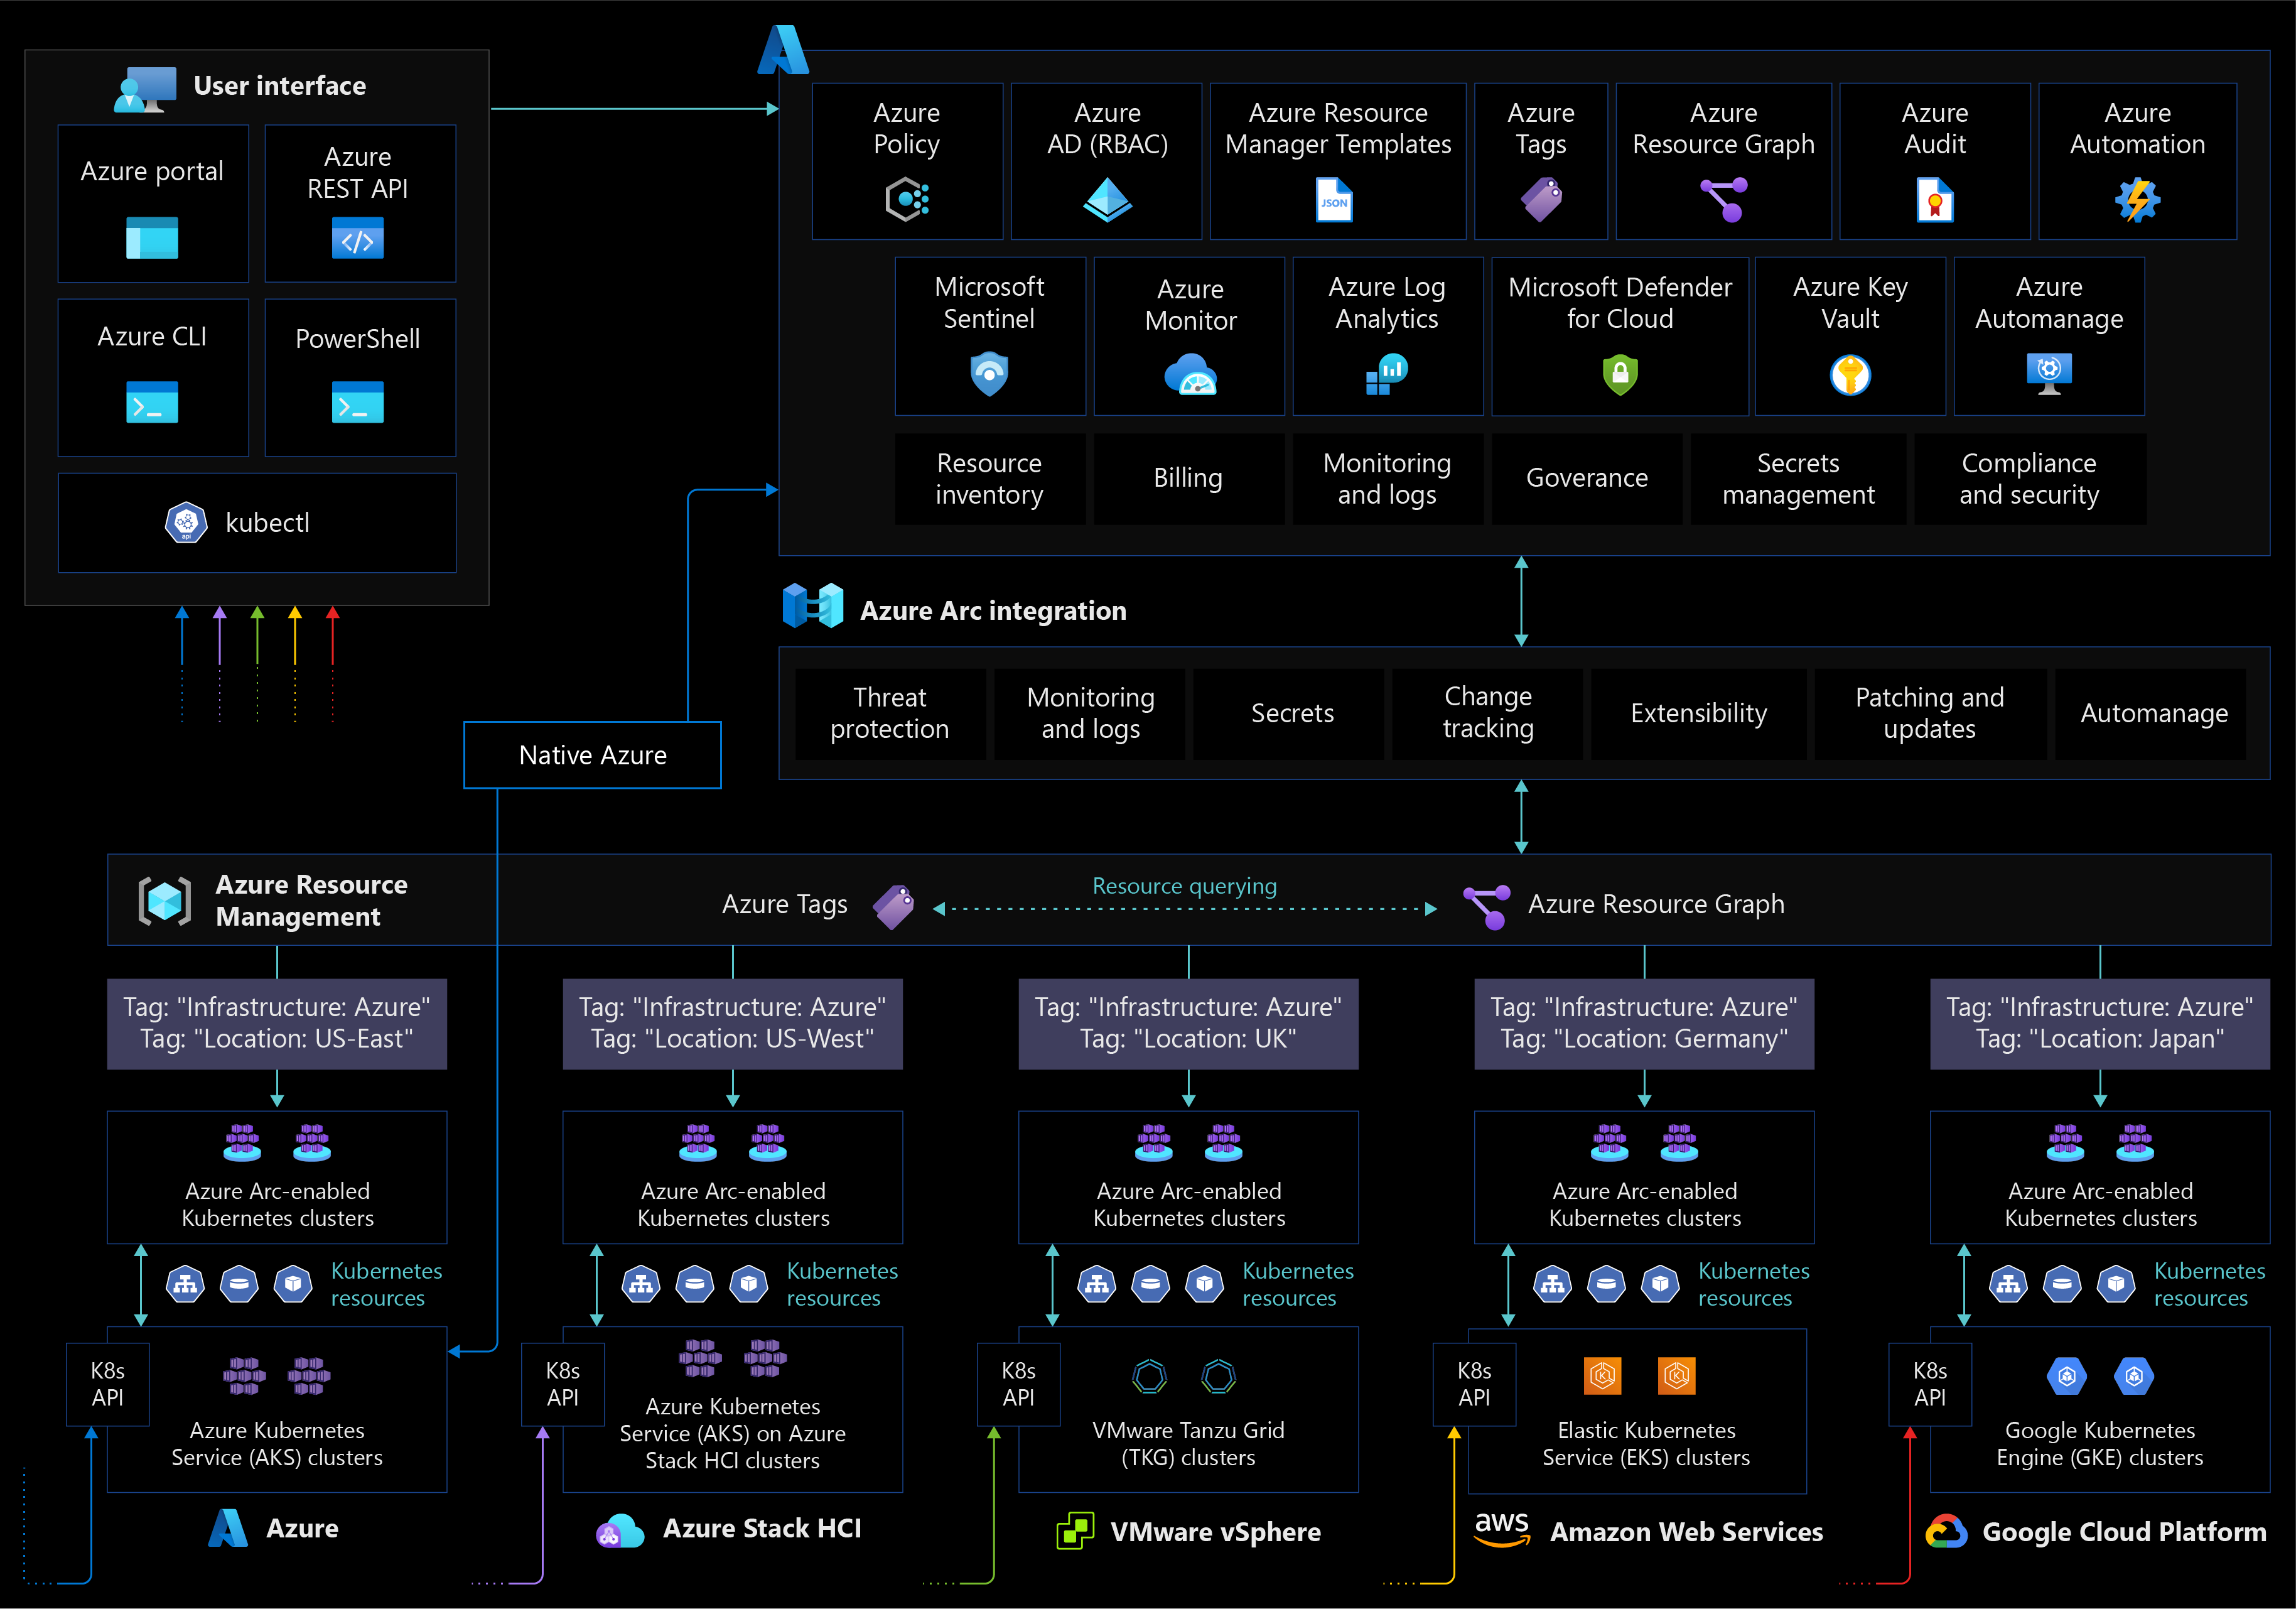 User interface
Azure portal
Azure
REST API
Azure CLI
PowerShell
api
kubectl
Azure
Policy
Azure
AD (RBAC)
Azure Resource
Manager Templates
JSON
Azure
Tags
Azure
Resource Graph
Azure
Audit
Azure
Automation
Microsoft
Sentinel
Azure
Monitor
Azure Log
Analytics
Microsoft Defender
for Cloud
Azure Key
Vault
Azure
Automanage
Resource
inventory
Billing
Monitoring
and logs
Goverance
Secrets
management
Compliance
and security
Azure Arc integration
Threat
protection
Monitoring
and logs
Secrets
Change
tracking
Extensibility
Patching and
updates
Automanage
Native Azure
Azure Resource
Management
Azure Tags
Resource querying
Azure Resource Graph
Tag: "Infrastructure: Azure"
Tag: "Location: US-East"
Tag: "Infrastructure: Azure"
Tag: "Location: US-West"
Tag: "Infrastructure: Azure"
Tag: "Location: UK"
Tag: "Infrastructure: Azure"
Tag: "Location: Germany"
Tag: "Infrastructure: Azure"
Tag: "Location: Japan"
Azure Arc-enabled
Kubernetes clusters
Azure Arc-enabled
Kubernetes clusters
Azure Arc-enabled
Kubernetes clusters
Azure Arc-enabled
Kubernetes clusters
Azure Arc-enabled
Kubernetes clusters
Kubernetes
resources
Kubernetes
resources
Kubernetes
resources
Kubernetes
resources
Kubernetes
resources
K8s
API
Azure Kubernetes
Service (AKS) clusters
K8s
API
Azure Kubernetes
Service (AKS) on Azure
Stack HCI clusters
K8s
API
VMware Tanzu Grid
(TKG) clusters
K8s
API
K
K
Elastic Kubernetes
Service (EKS) clusters
K8s
API
Google Kubernetes
Engine (GKE) clusters
Azure
Azure Stack HCI
VMware vSphere
aws
Amazon Web Services
Google Cloud Platform